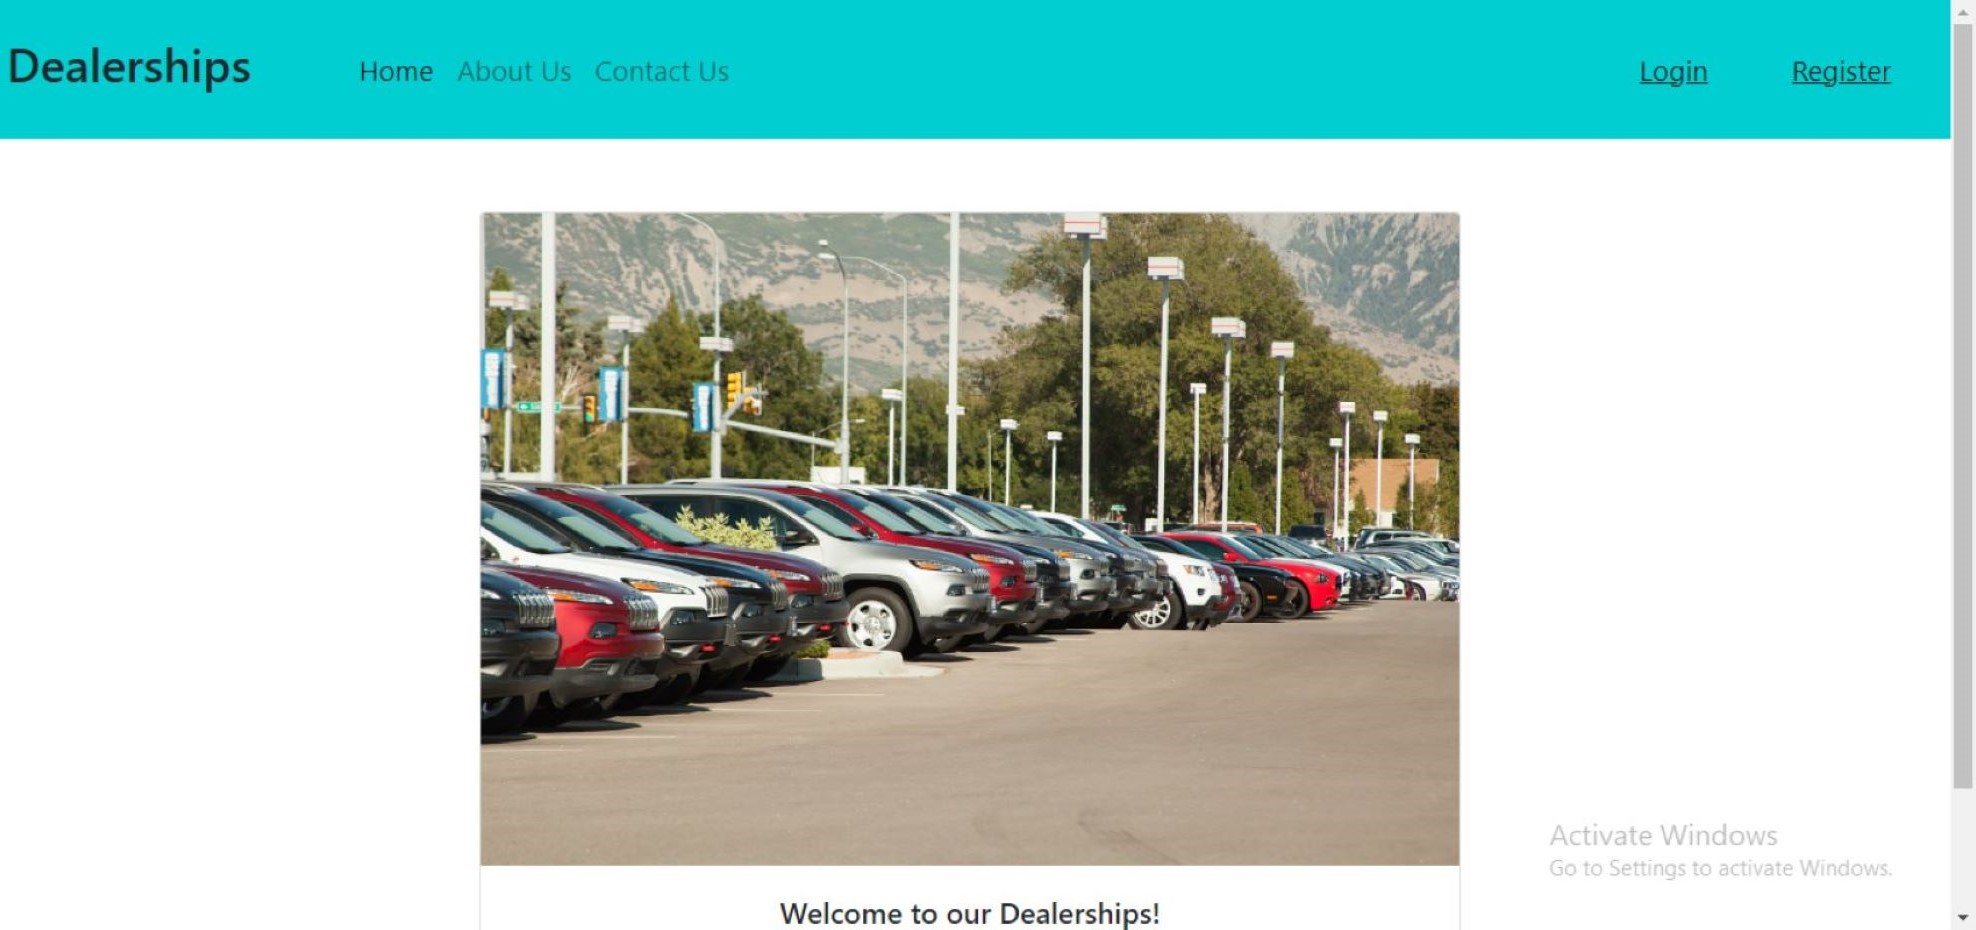 Dealerships
Home About Us Contact Us
Login Register
Welcome to our Dealerships!
Activate Windows
Go to Settings to activate Windows.